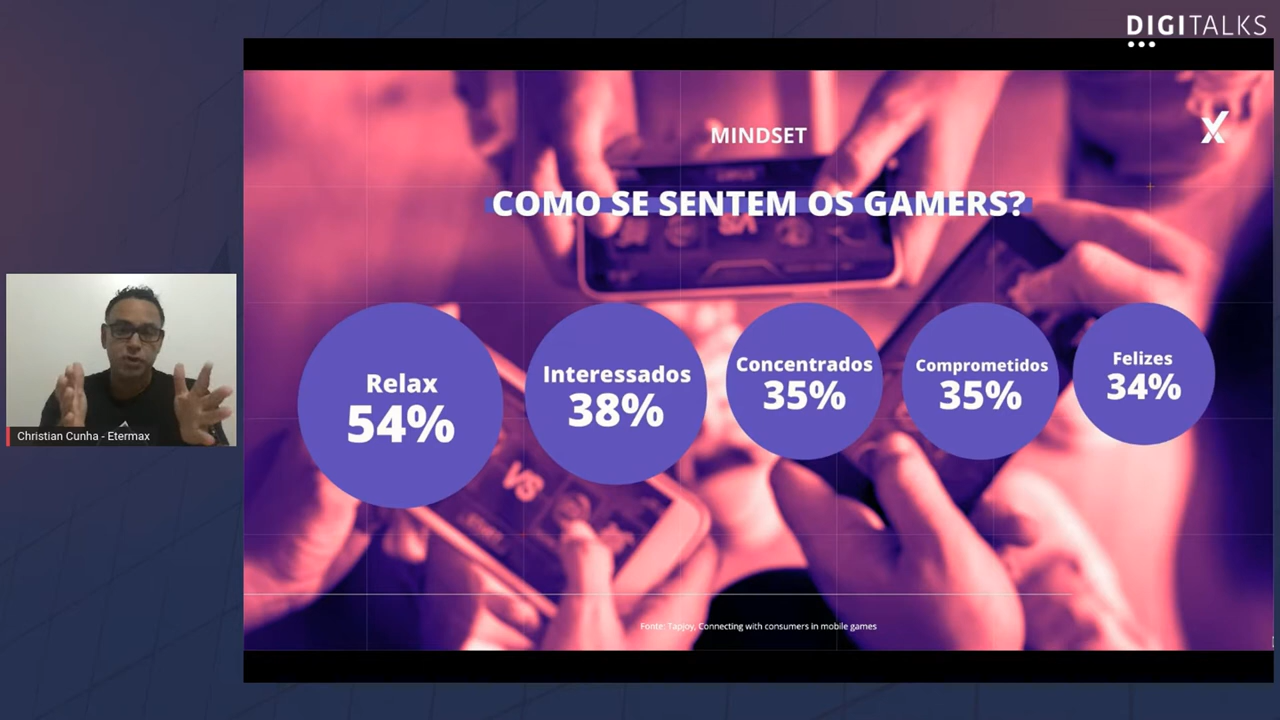 DIGITALKS
MINDSET
COMO SE SENTEM OS GAMERS?
Relax
54%
Interessados
38%
Concentrados
35%
Comprometidos
35%
Felizes
34%
VS
Christian Cunha - Etermax
Fonte: Tapjoy, Connecting with consumers in mobile games